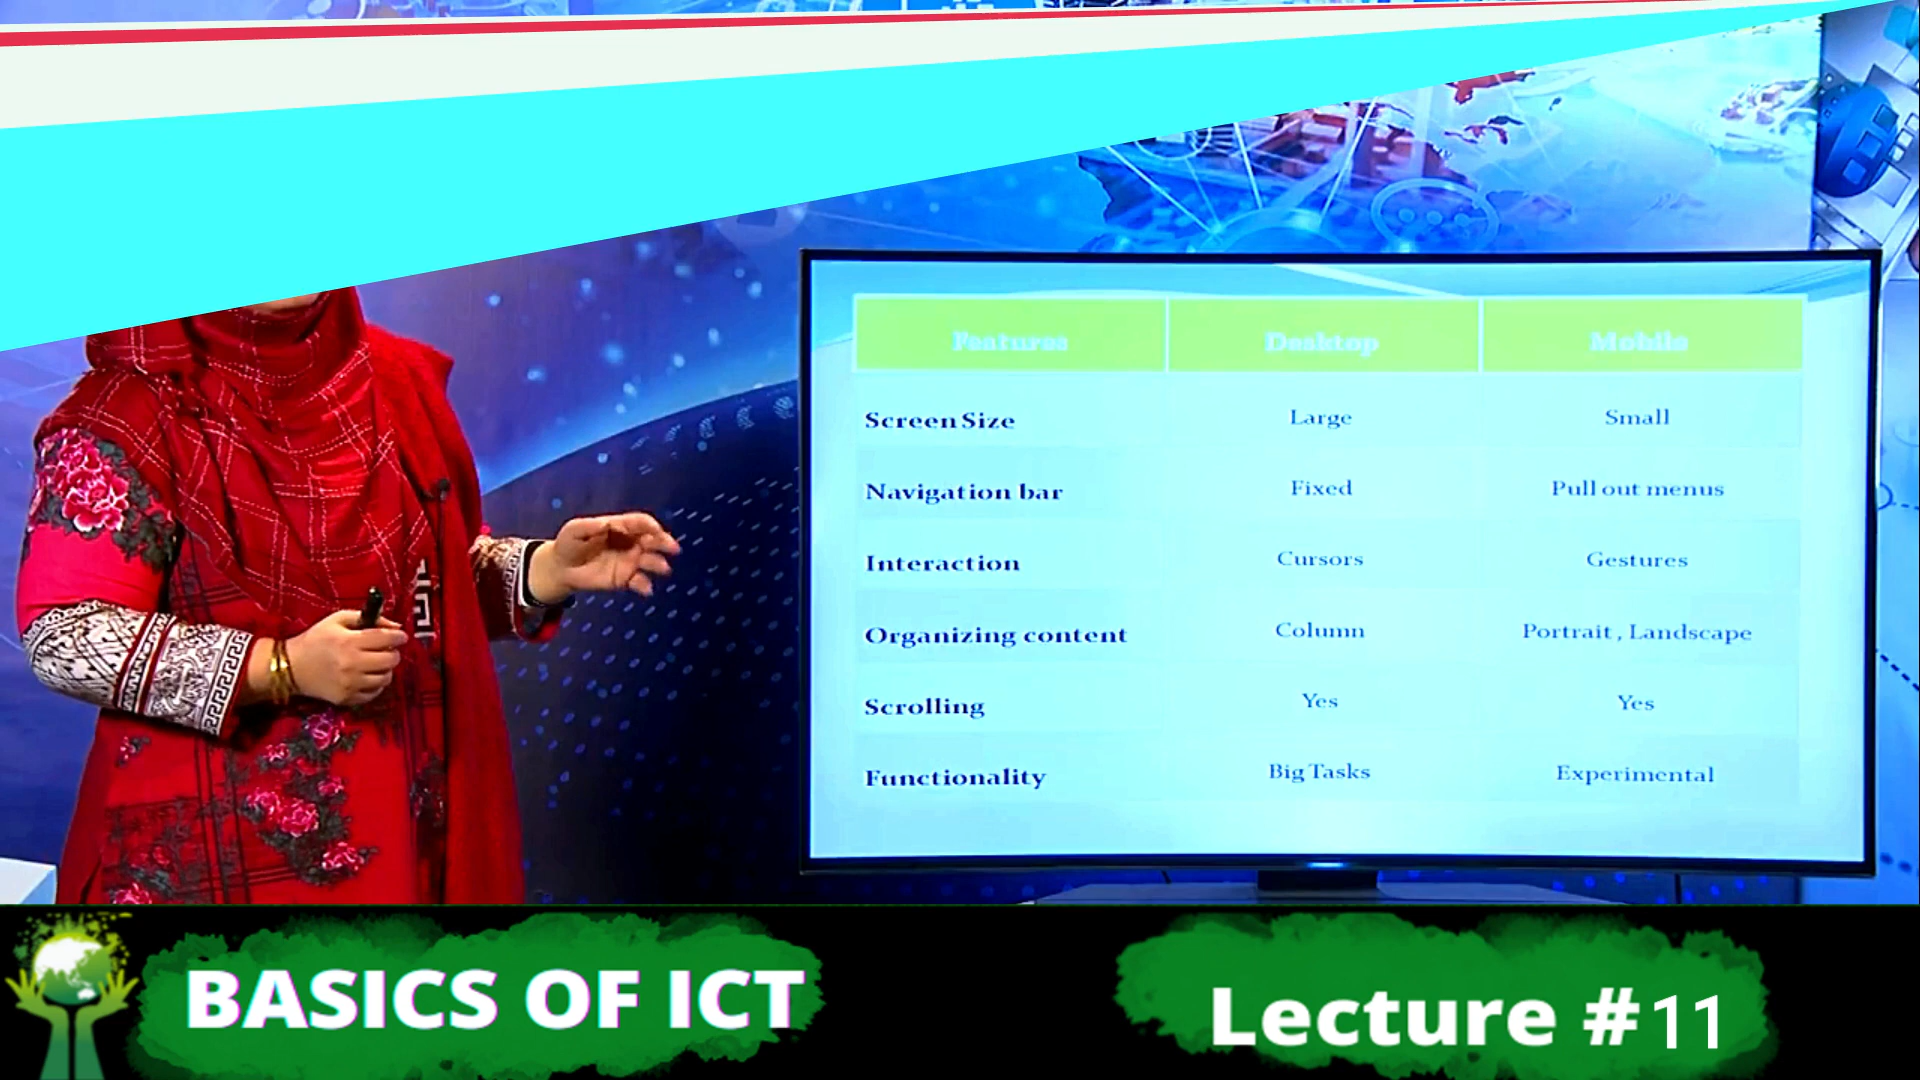 Features Desktop Mobile
Screen Size Large Small
Navigation bar Fixed Pull out menus
Interaction Cursors Gestures
Organizing content Column Portrait , Landscape
Scrolling Yes Yes
Functionality Big Tasks Experimental
BASICS OF ICT
Lecture #11